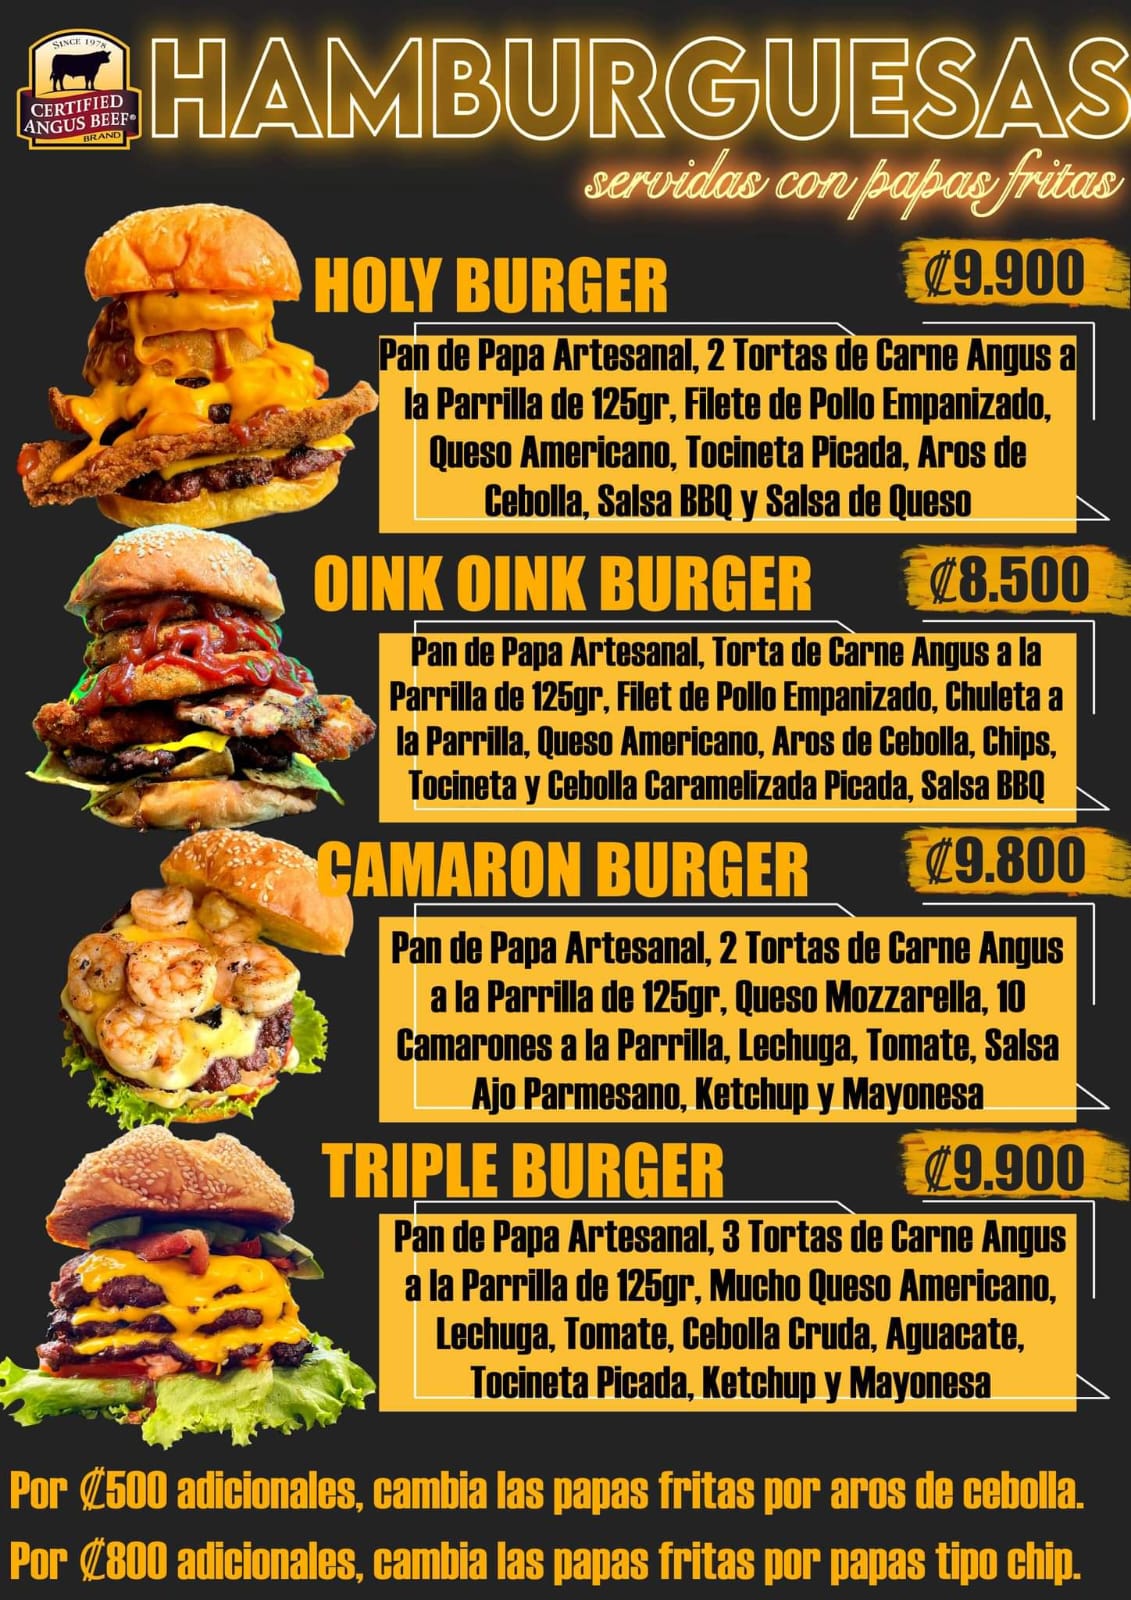 SINCE 1978
CERTIFIED
ANGUS BEEF®
BRAND
HAMBURGUESAS
servidas con papas fritas
HOLY BURGER
₡9.900
Pan de Papa Artesanal, 2 Tortas de Carne Angus a
la Parrilla de 125gr, Filete de Pollo Empanizado,
Queso Americano, Tocineta Picada, Aros de
Cebolla, Salsa BBQ y Salsa de Queso
OINK OINK BURGER
₡8.500
Pan de Papa Artesanal, Torta de Carne Angus a la
Parrilla de 125gr, Filet de Pollo Empanizado, Chuleta a
la Parrilla, Queso Americano, Aros de Cebolla, Chips,
Tocineta y Cebolla Caramelizada Picada, Salsa BBQ
CAMARON BURGER
₡9.800
Pan de Papa Artesanal, 2 Tortas de Carne Angus
a la Parrilla de 125gr, Queso Mozzarella, 10
Camarones a la Parrilla, Lechuga, Tomate, Salsa
Ajo Parmesano, Ketchup y Mayonesa
TRIPLE BURGER
₡9.900
Pan de Papa Artesanal, 3 Tortas de Carne Angus
a la Parrilla de 125gr, Mucho Queso Americano,
Lechuga, Tomate, Cebolla Cruda, Aguacate,
Tocineta Picada, Ketchup y Mayonesa
Por ₡500 adicionales, cambia las papas fritas por aros de cebolla.
Por ₡800 adicionales, cambia las papas fritas por papas tipo chip.